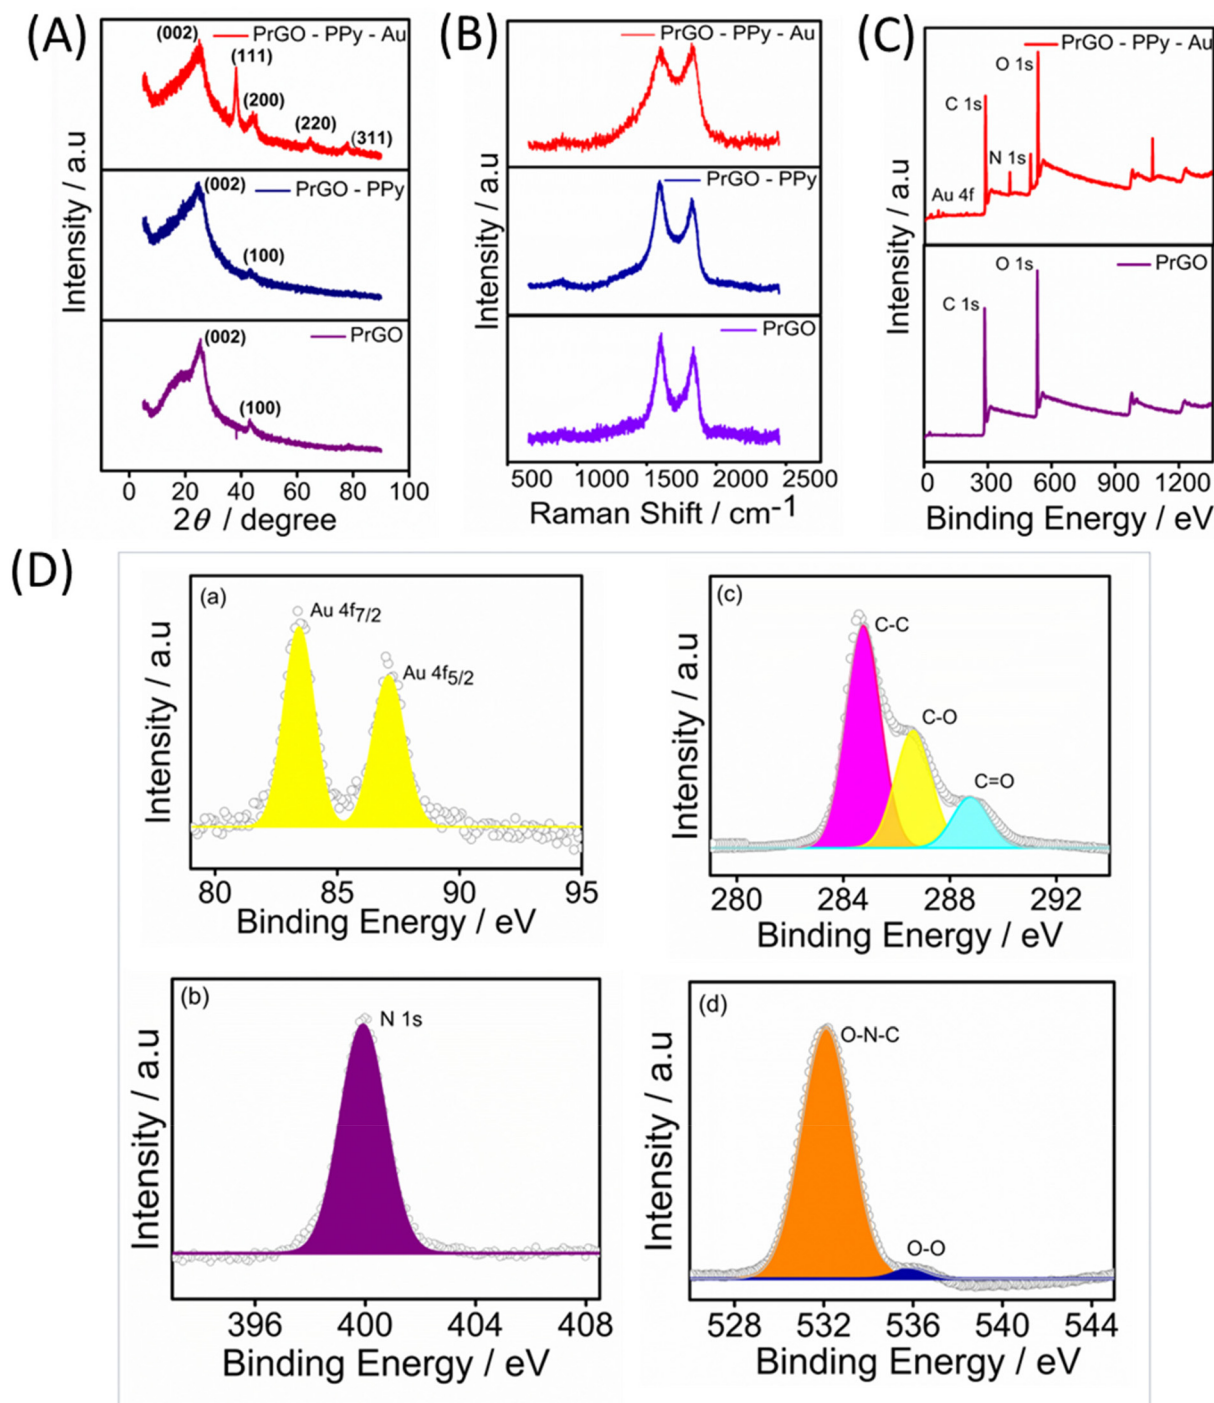 (A)
Intensity / a.u
PrGO - PPy - Au
(002)
(111)
(200)
(220)
(311)
PrGO - PPy
(002)
(100)
PrGO
(002)
(100)
0 20 40 60 80 100
2θ / degree
(B)
Intensity / a.u
PrGO - PPy - Au
PrGO - PPy
PrGO
500 1000 1500 2000 2500
Raman Shift / cm-1
(C)
Intensity / a.u
PrGO - PPy - Au
O 1s
C 1s
N 1s
Au 4f
PrGO
O 1s
C 1s
0 300 600 900 1200
Binding Energy / eV
(D)
(a)
Intensity / a.u
Au 4f7/2
Au 4f5/2
80 85 90 95
Binding Energy / eV
(c)
Intensity / a.u
C-C
C-O
C=O
280 284 288 292
Binding Energy / eV
(b)
Intensity / a.u
N 1s
396 400 404 408
Binding Energy / eV
(d)
Intensity / a.u
O-N-C
O-O
528 532 536 540 544
Binding Energy / eV